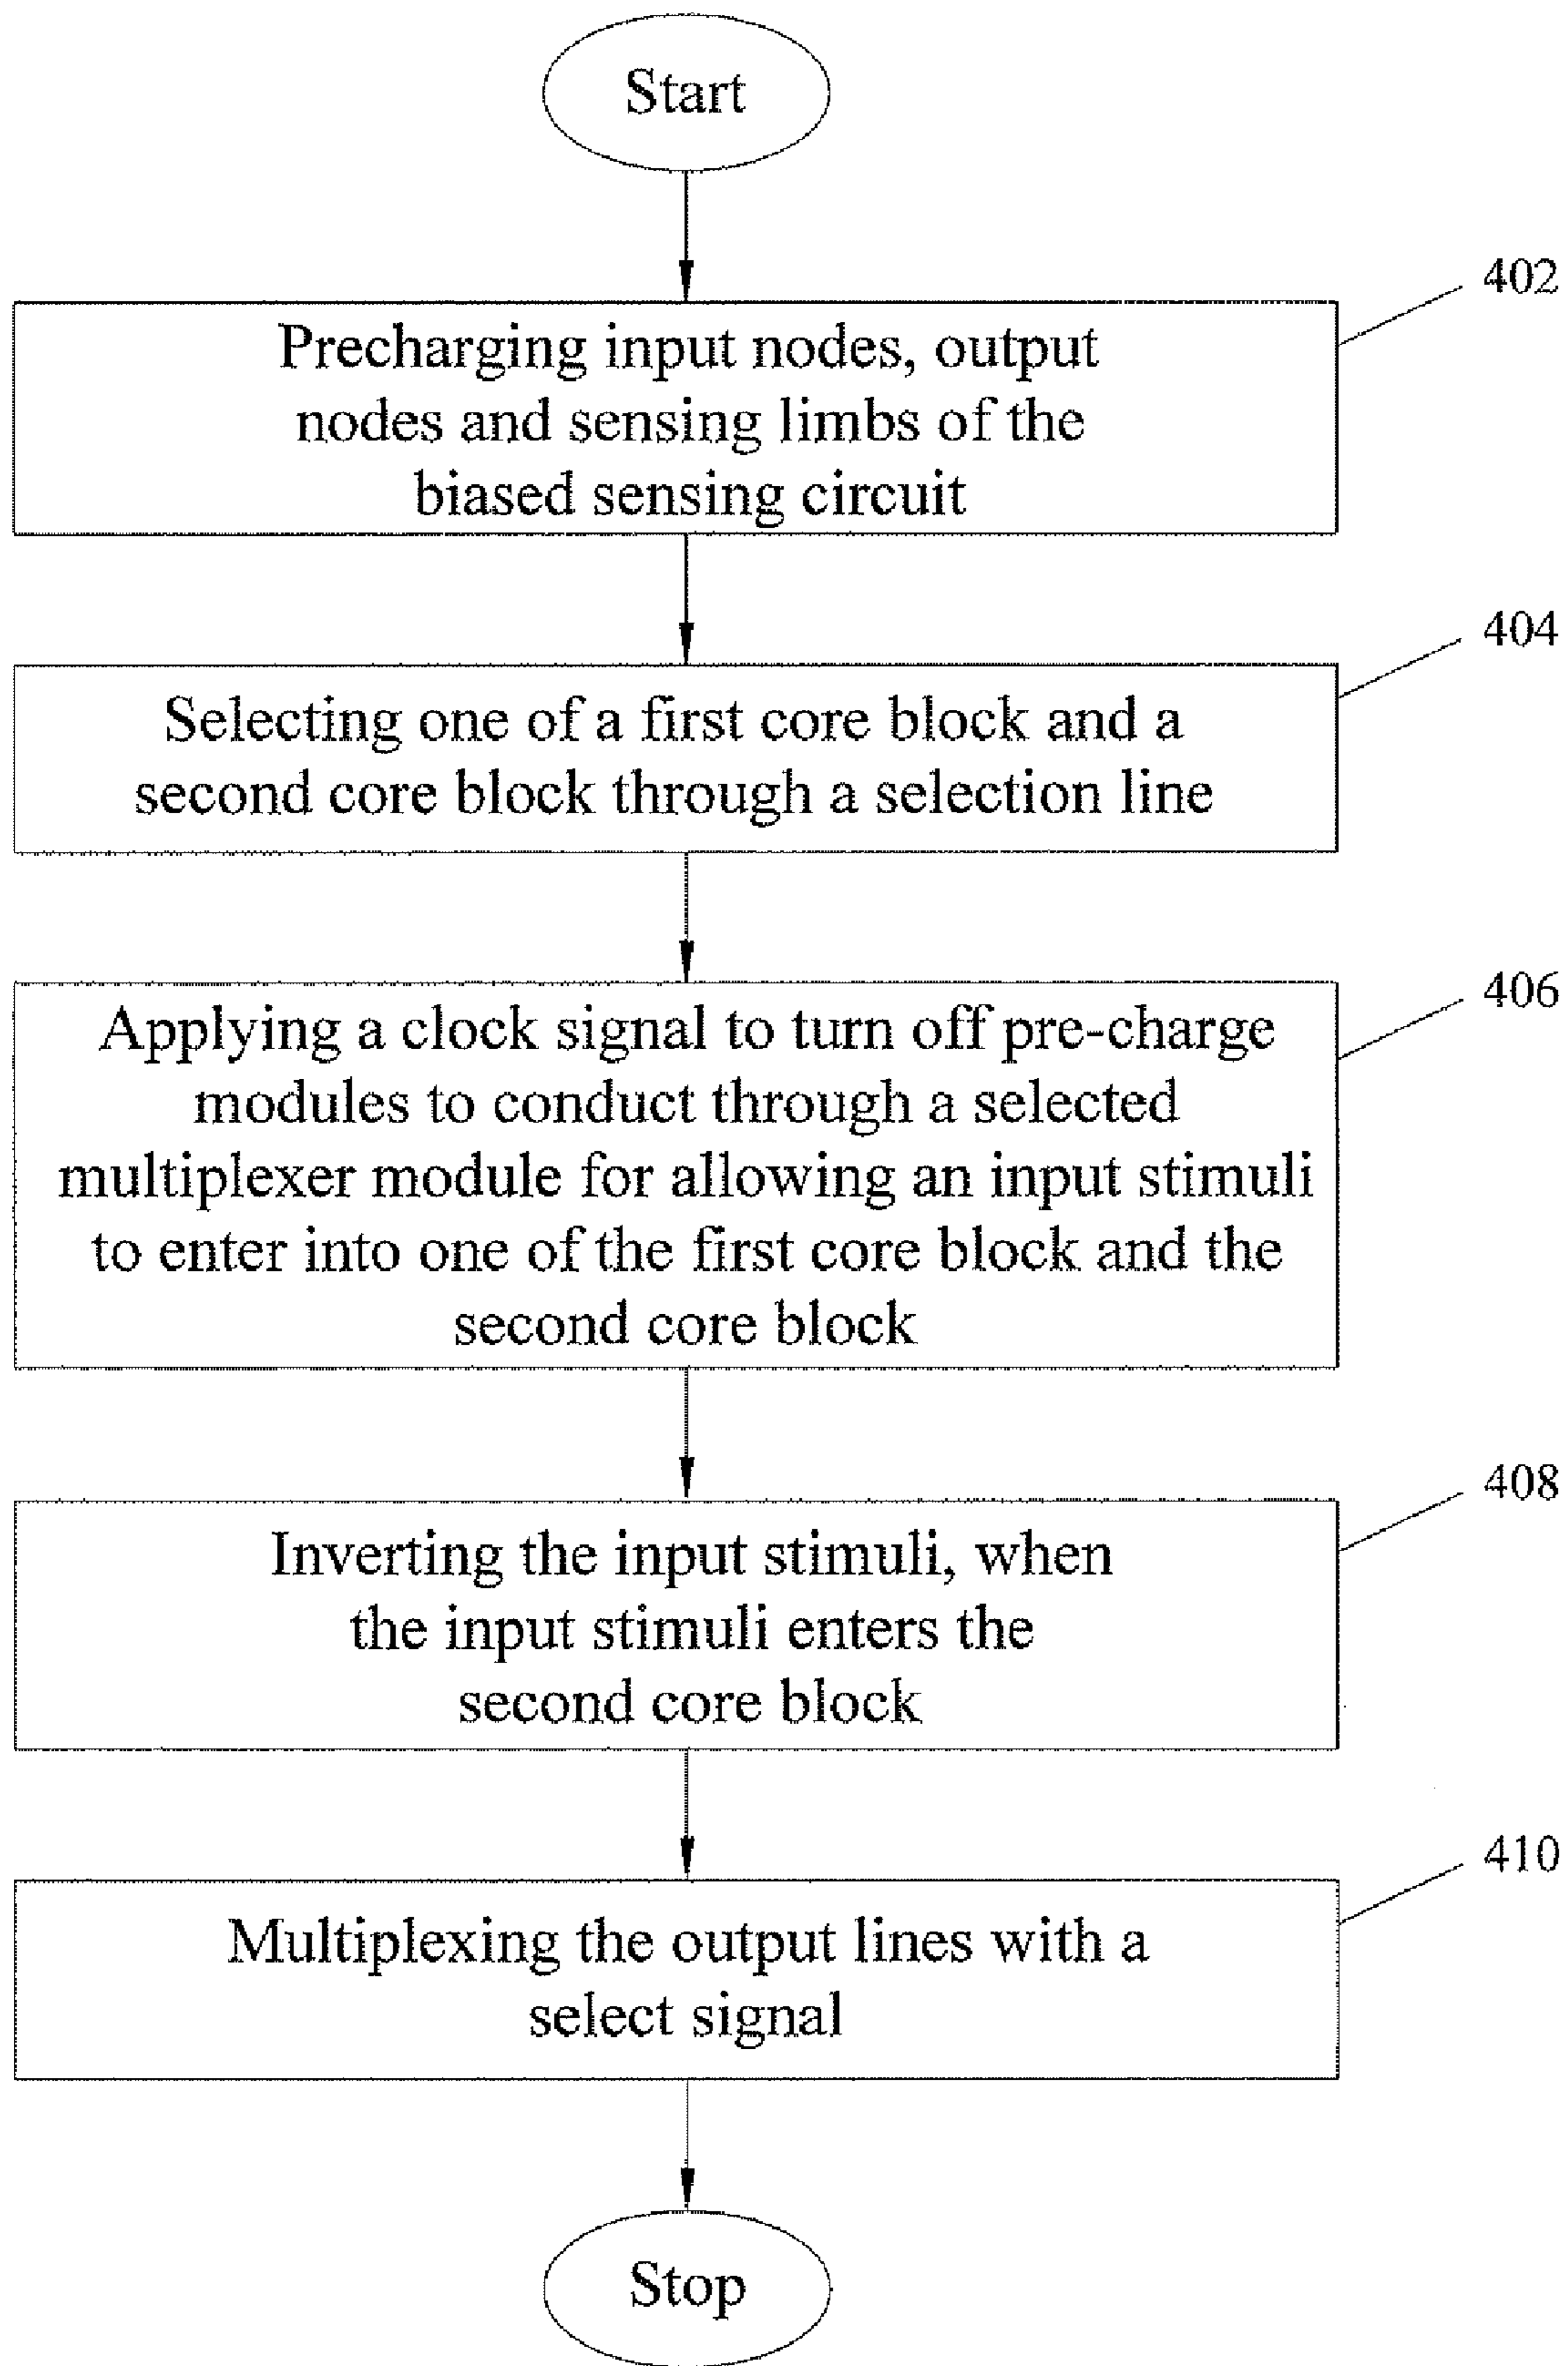 Start
402
Precharging input nodes, output
nodes and sensing limbs of the
biased sensing circuit
404
Selecting one of a first core block and a
second core block through a selection line
406
Applying a clock signal to turn off pre-charge
modules to conduct through a selected
multiplexer module for allowing an input stimuli
to enter into one of the first core block and the
second core block
408
Inverting the input stimuli, when
the input stimuli enters the
second core block
410
Multiplexing the output lines with a
select signal
Stop